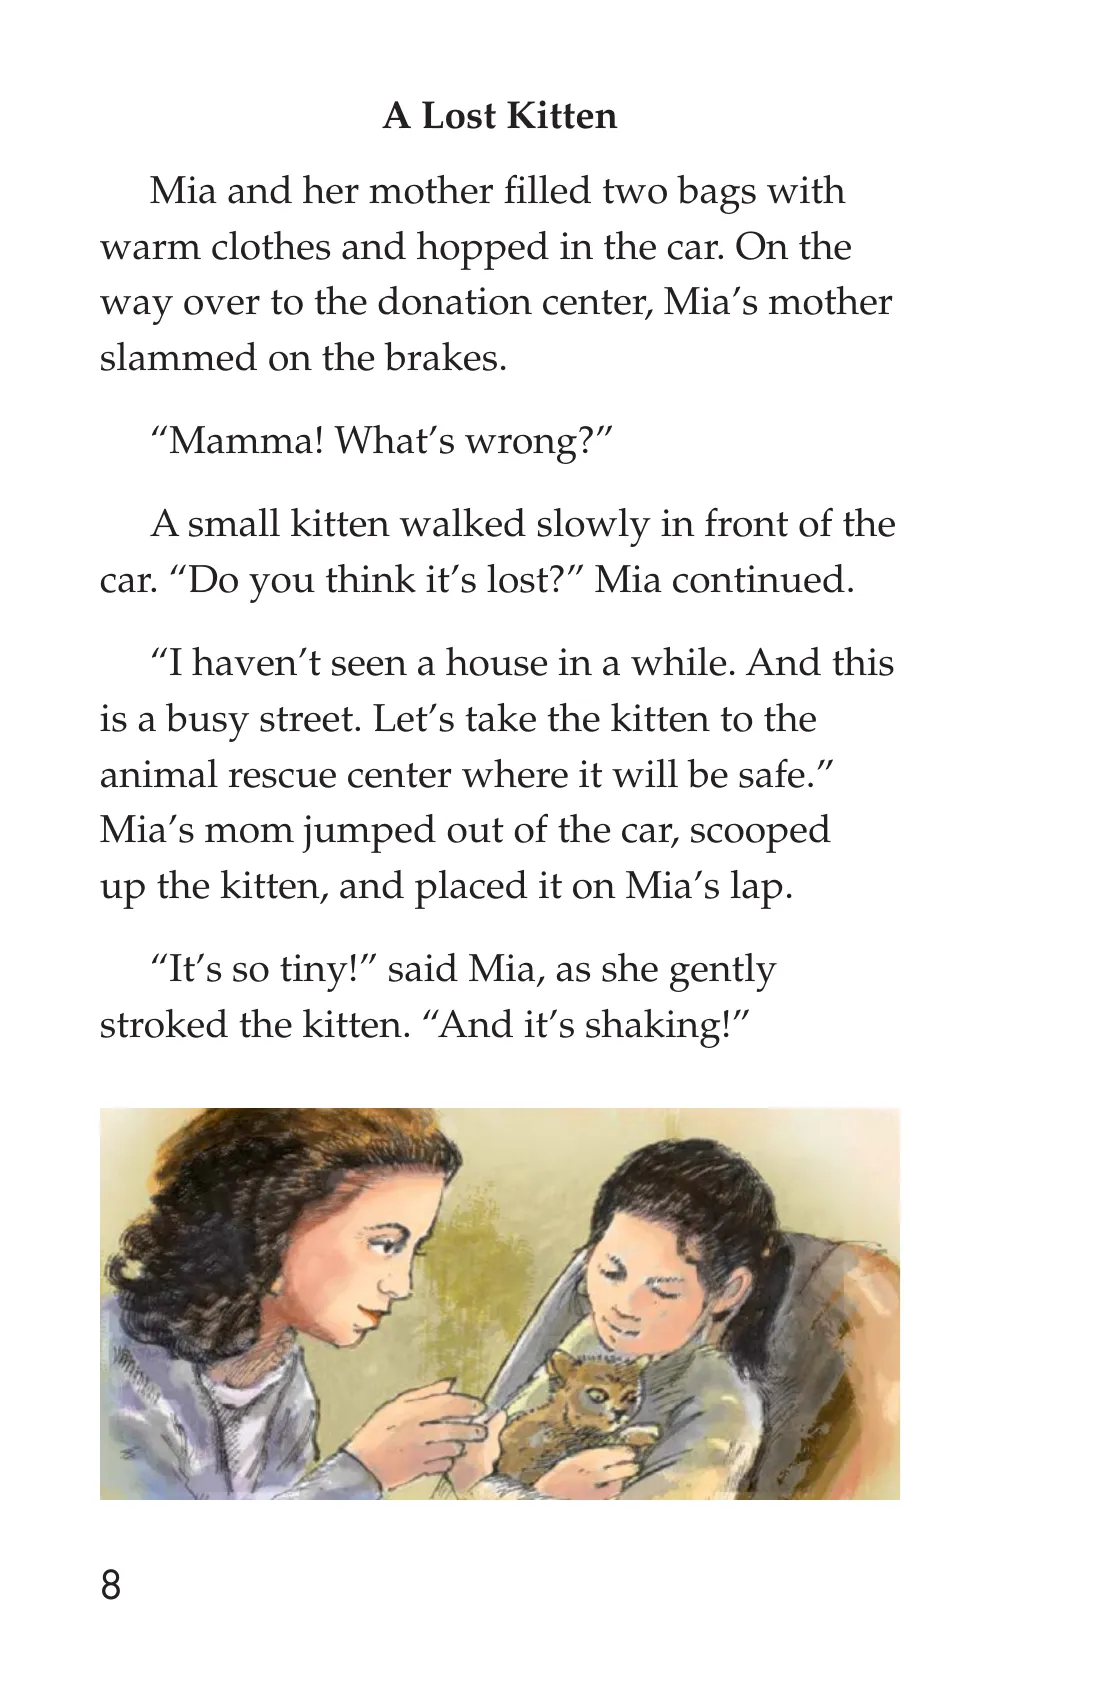 A Lost Kitten
Mia and her mother filled two bags with
warm clothes and hopped in the car. On the
way over to the donation center, Mia’s mother
slammed on the brakes.
“Mamma! What’s wrong?”
A small kitten walked slowly in front of the
car. “Do you think it’s lost?” Mia continued.
“I haven’t seen a house in a while. And this
is a busy street. Let’s take the kitten to the
animal rescue center where it will be safe.”
Mia’s mom jumped out of the car, scooped
up the kitten, and placed it on Mia’s lap.
“It’s so tiny!” said Mia, as she gently
stroked the kitten. “And it’s shaking!”
8